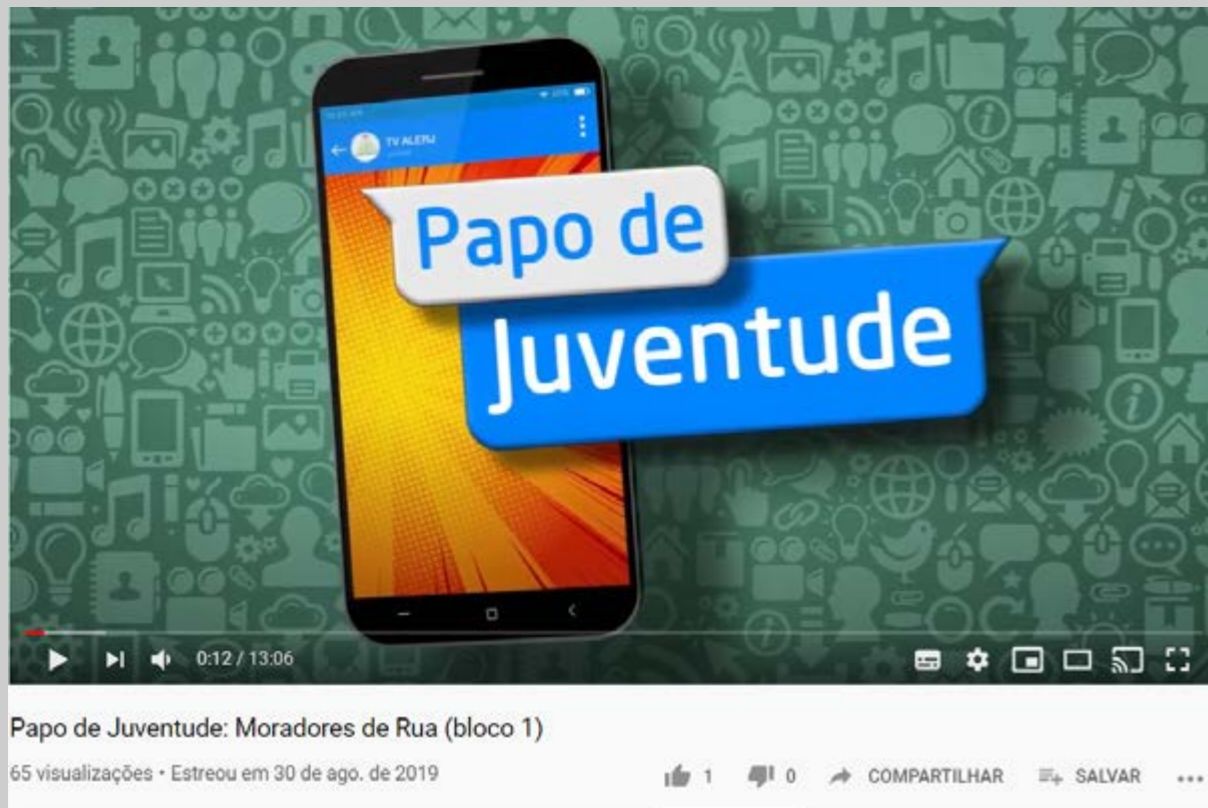 TV ALERJ
Papo de
Juventude
0:12 / 13:06
Papo de Juventude: Moradores de Rua (bloco 1)
65 visualizações • Estreou em 30 de ago. de 2019
1
0
COMPARTILHAR
SALVAR